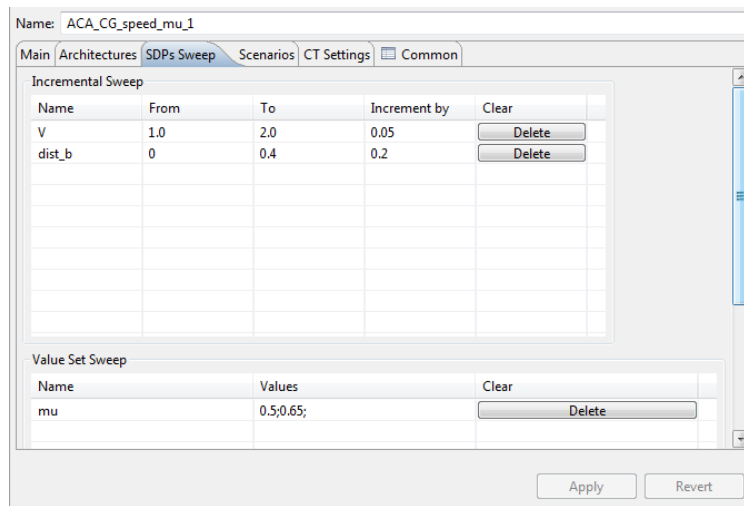 Name: ACA_CG_speed_mu_1
Main Architectures SDPs Sweep Scenarios CT Settings Common
Incremental Sweep
Name From To Increment by Clear
V 1.0 2.0 0.05 Delete
dist_b 0 0.4 0.2 Delete
Value Set Sweep
Name Values Clear
mu 0.5;0.65; Delete
Apply Revert